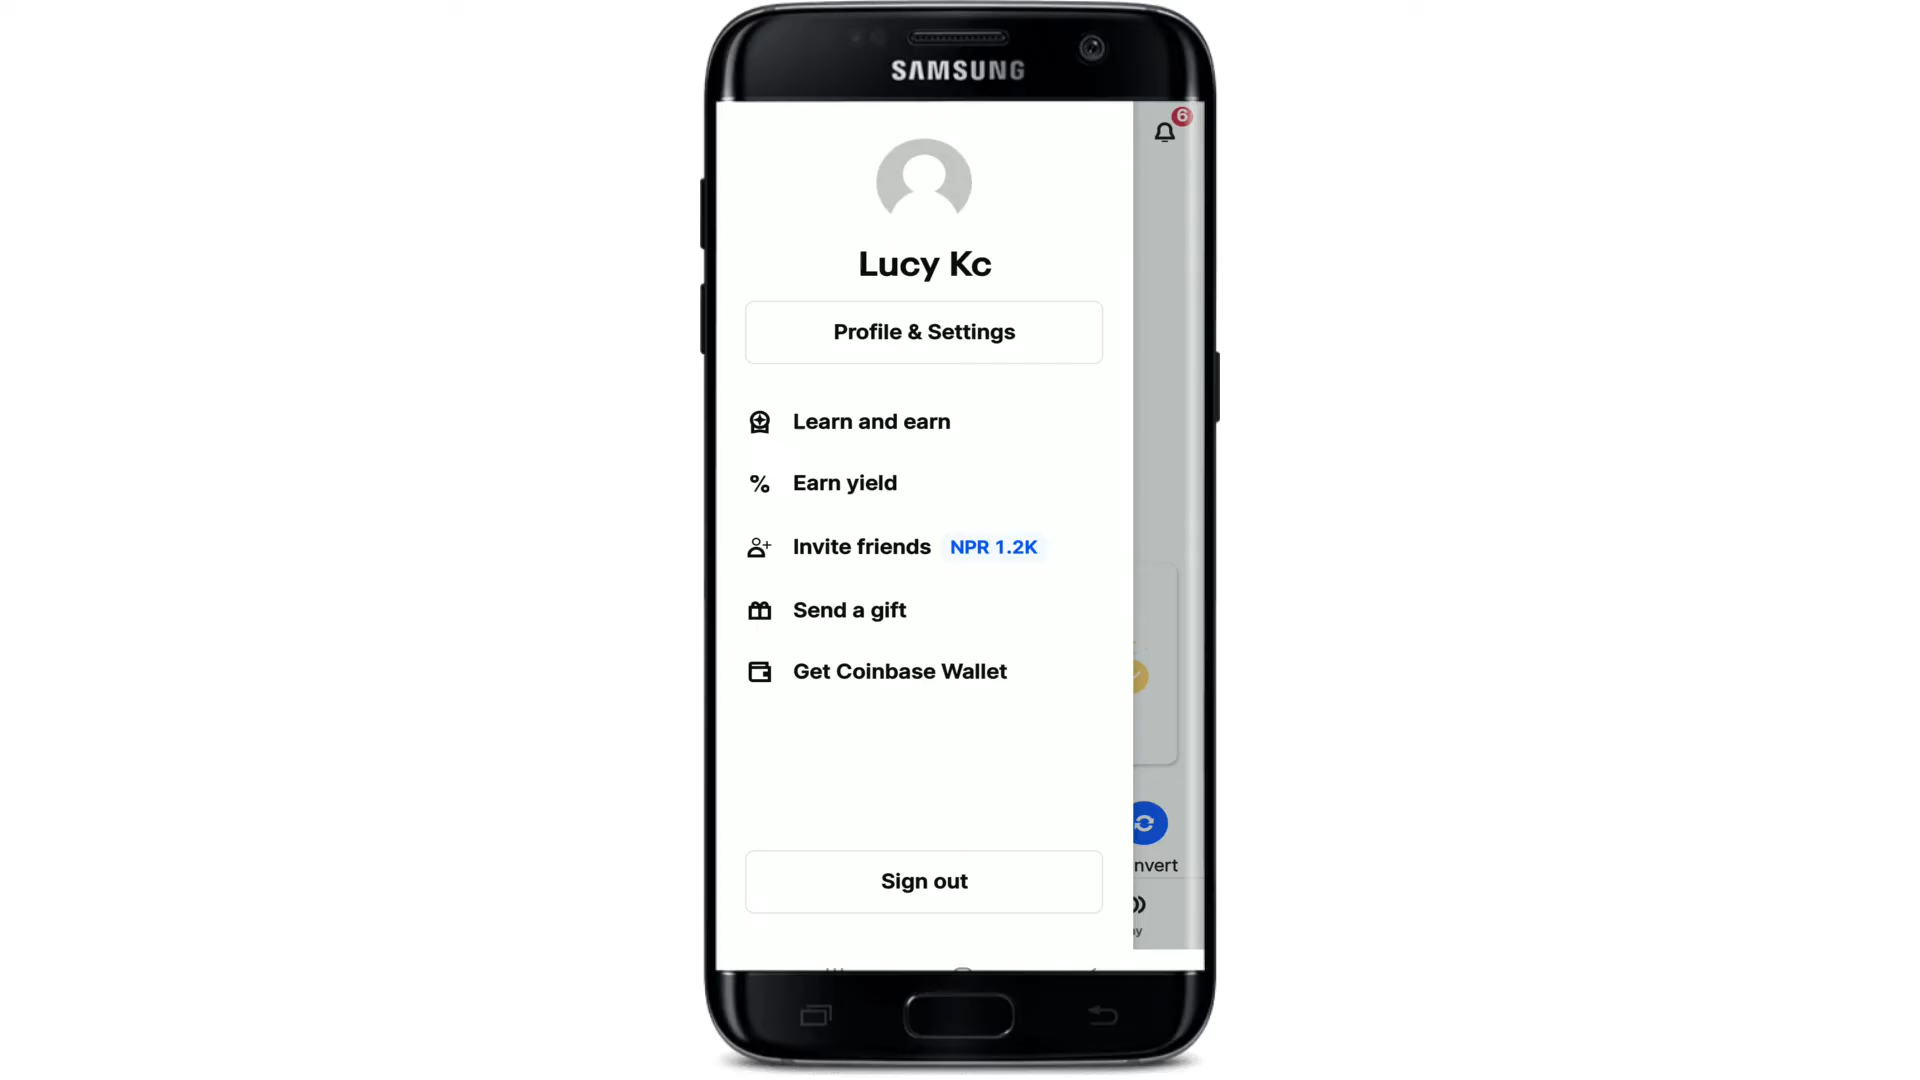 SAMSUNG
6
Lucy Kc
Profile & Settings
Learn and earn
% Earn yield
Invite friends NPR 1.2K
Send a gift
Get Coinbase Wallet
nvert
Sign out
ay